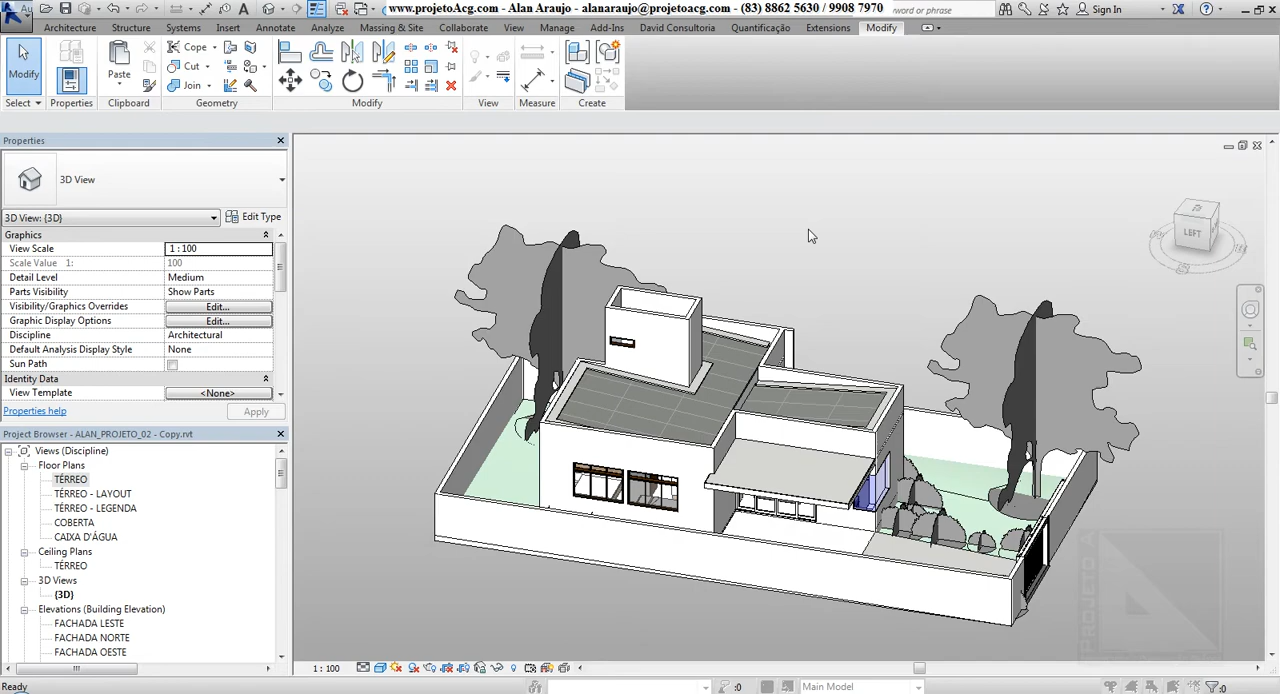 www.projetoAcg.com - Alan Araujo - alanaraujo@projetoacg.com - (83) 8862 5630 / 9908 7970
word or phrase
Sign In
Architecture Structure Systems Insert Annotate Analyze Massing & Site Collaborate View Manage Add-Ins David Consultoria Quantificação Extensions Modify
Modify
Paste
Cope
Cut
Join
Select Properties Clipboard Geometry Modify View Measure Create
Properties
3D View
3D View: {3D}
Edit Type
Graphics
View Scale 1 : 100
Scale Value 1: 100
Detail Level Medium
Parts Visibility Show Parts
Visibility/Graphics Overrides Edit...
Graphic Display Options Edit...
Discipline Architectural
Default Analysis Display Style None
Sun Path
Identity Data
View Template <None>
Properties help
Apply
Project Browser - ALAN_PROJETO_02 - Copy.rvt
Views (Discipline)
Floor Plans
TÉRREO
TÉRREO - LAYOUT
TÉRREO - LEGENDA
COBERTA
CAIXA D'ÁGUA
Ceiling Plans
TÉRREO
3D Views
{3D}
Elevations (Building Elevation)
FACHADA LESTE
FACHADA NORTE
FACHADA OESTE
LEFT
PROJETO A
1 : 100
Ready
:0
Main Model
:0